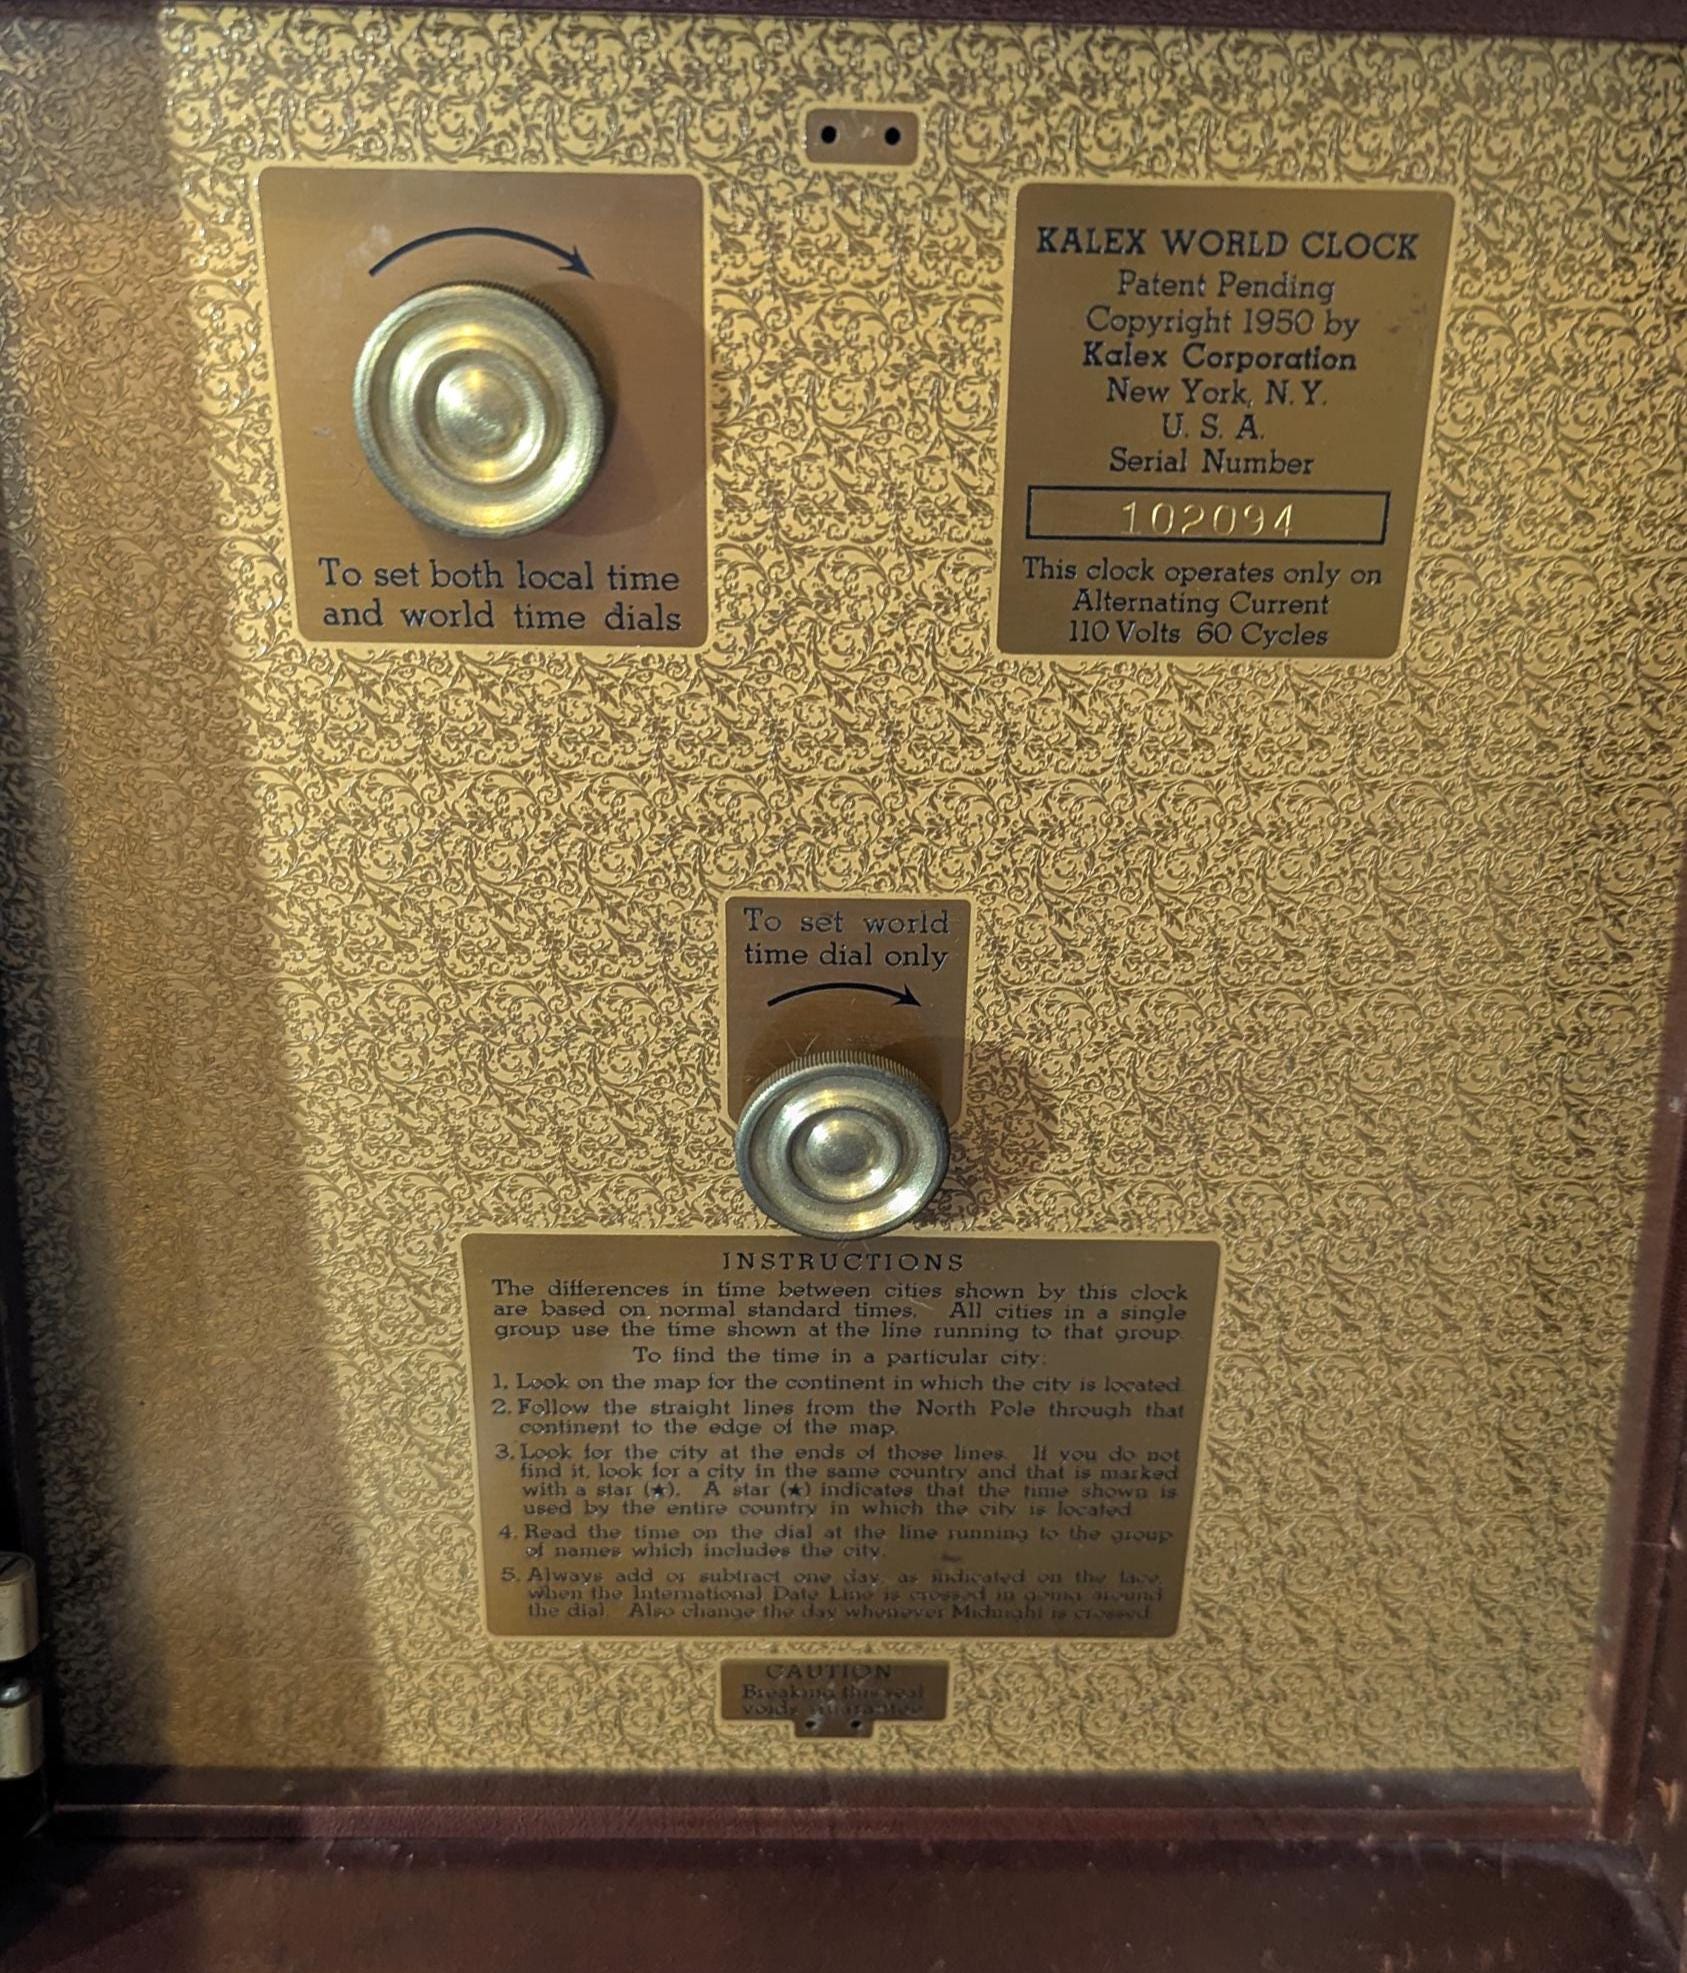 KALEX WORLD CLOCK
Patent Pending
Copyright 1950 by
Kalex Corporation
New York, N. Y.
U. S. A.
Serial Number
102094
This clock operates only on
Alternating Current
110 Volts 60 Cycles
To set both local time
and world time dials
To set world
time dial only
INSTRUCTIONS
The differences in time between cities shown by this clock
are based on normal standard times. All cities in a single
group use the time shown at the line running to that group.
To find the time in a particular city:
1. Look on the map for the continent in which the city is located.
2. Follow the straight lines from the North Pole through that
continent to the edge of the map.
3. Look for the city at the ends of those lines. If you do not
find it, look for a city in the same country and that is marked
with a star (★). A star (★) indicates that the time shown is
used by the entire country in which the city is located.
4. Read the time on the dial at the line running to the group
of names which includes the city.
5. Always add or subtract one day, as indicated on the face,
when the International Date Line is crossed in going around
the dial. Also change the day whenever Midnight is crossed.
CAUTION
Breaking this seal
voids guarantee